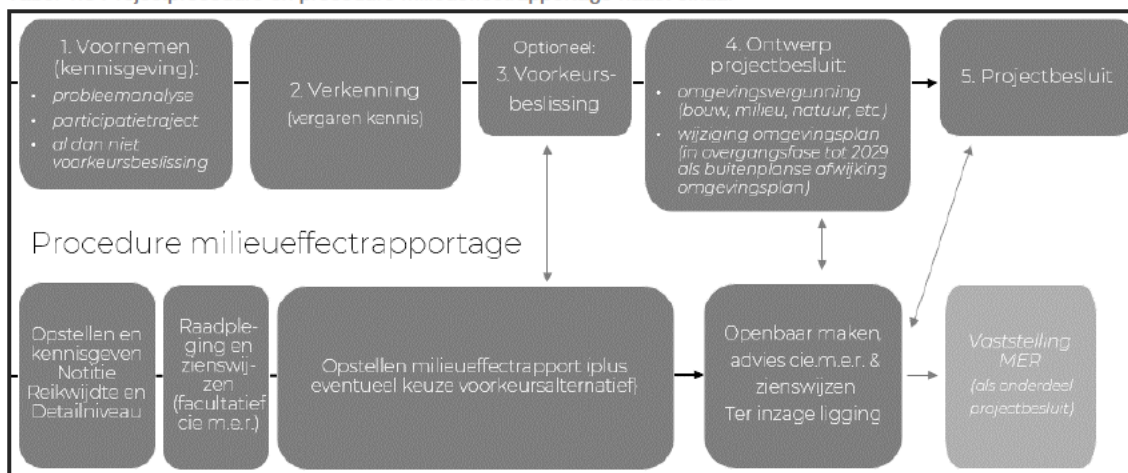 1. Voornemen
(kennisgeving):
• probleemanalyse
• participatietraject
• al dan niet
voorkeursbeslissing
2. Verkenning
(vergaren kennis)
Optioneel:
3. Voorkeurs-
beslissing
4. Ontwerp
projectbesluit:
• omgevingsvergunning
(bouw, milieu, natuur, etc.)
• wijziging omgevingsplan
(in overgangsfase tot 2029
als buitenplanse afwijking
omgevingsplan)
5. Projectbesluit
Procedure milieueffectrapportage
Opstellen en
kennisgeven
Notitie
Reikwijdte en
Detailniveau
Raadple-
ging en
zienswij-
zen
(facultatief
cie m.e.r.)
Opstellen milieueffectrapport (plus
eventueel keuze voorkeursalternatief)
Openbaar maken,
advies cie.m.e.r. &
zienswijzen
Ter inzage ligging
Vaststelling
MER
(als onderdeel
projectbesluit)